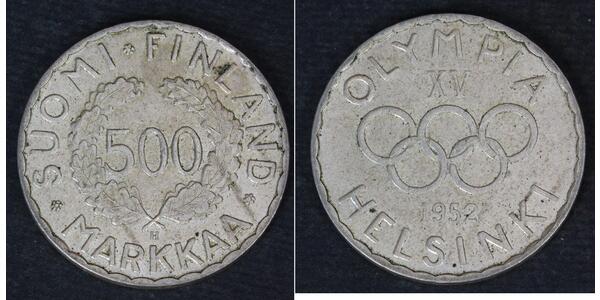 SUOMI * FINLAND
500
H
* MARKKAA *
OLYMPIA
XV
1952
HELSINKI